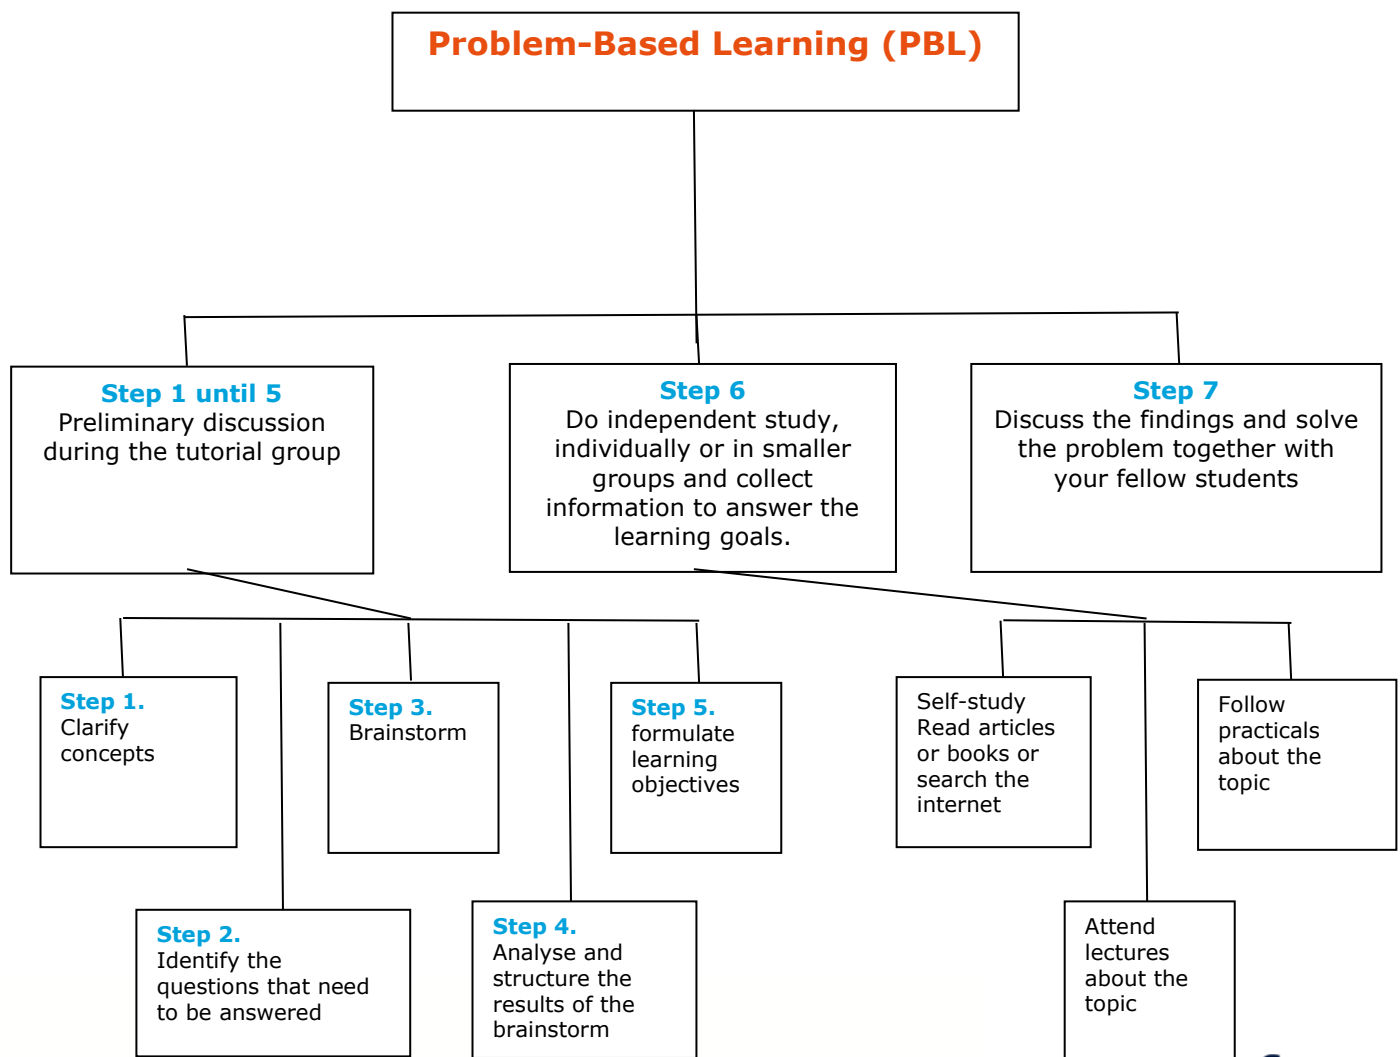 Problem-Based Learning (PBL)
Step 1 until 5
Preliminary discussion
during the tutorial group
Step 6
Do independent study,
individually or in smaller
groups and collect
information to answer the
learning goals.
Step 7
Discuss the findings and solve
the problem together with
your fellow students
Step 1.
Clarify
concepts
Step 2.
Identify the
questions that need
to be answered
Step 3.
Brainstorm
Step 4.
Analyse and
structure the
results of the
brainstorm
Step 5.
formulate
learning
objectives
Self-study
Read articles
or books or
search the
internet
Attend
lectures
about the
topic
Follow
practicals
about the
topic